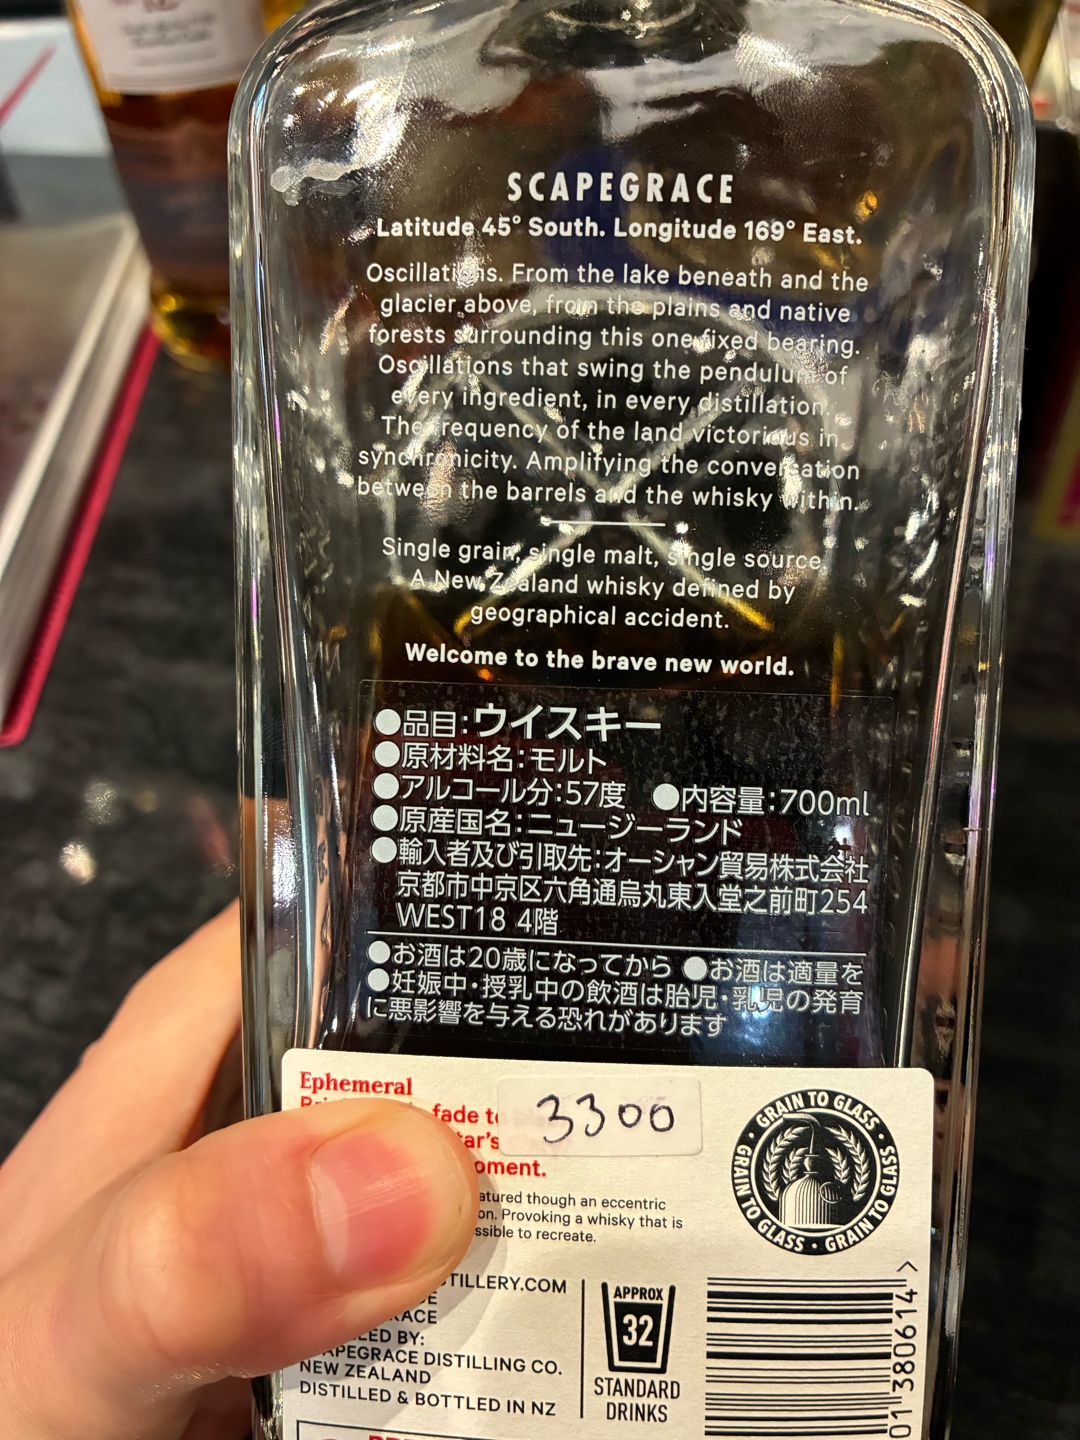 SCAPEGRACE
Latitude 45° South. Longitude 169° East.
Oscillations. From the lake beneath and the
glacier above, from the plains and native
forests surrounding this one fixed bearing.
Oscillations that swing the pendulum of
every ingredient, in every distillation.
The frequency of the land victorious in
synchronicity. Amplifying the conversation
between the barrels and the whisky within.
Single grain, single malt, single source.
A New Zealand whisky defined by
geographical accident.
Welcome to the brave new world.
●品目:ウイスキー
●原材料名:モルト
●アルコール分:57度 ●内容量:700ml
●原産国名:ニュージーランド
●輸入者及び引取先:オーシャン貿易株式会社
京都市中京区六角通烏丸東入堂之前町254
WEST18 4階
●お酒は20歳になってから ●お酒は適量を
●妊娠中・授乳中の飲酒は胎児・乳児の発育
に悪影響を与える恐れがあります
Ephemeral
fade to
3300
GRAIN TO GLASS · GRAIN TO GLASS · GRAIN TO GLASS ·
though an eccentric
Provoking a whisky that is
to recreate.
APPROX
32
STANDARD
DRINKS
BY:
DISTILLING CO.
NEW ZEALAND
DISTILLED & BOTTLED IN NZ
01 380614 >